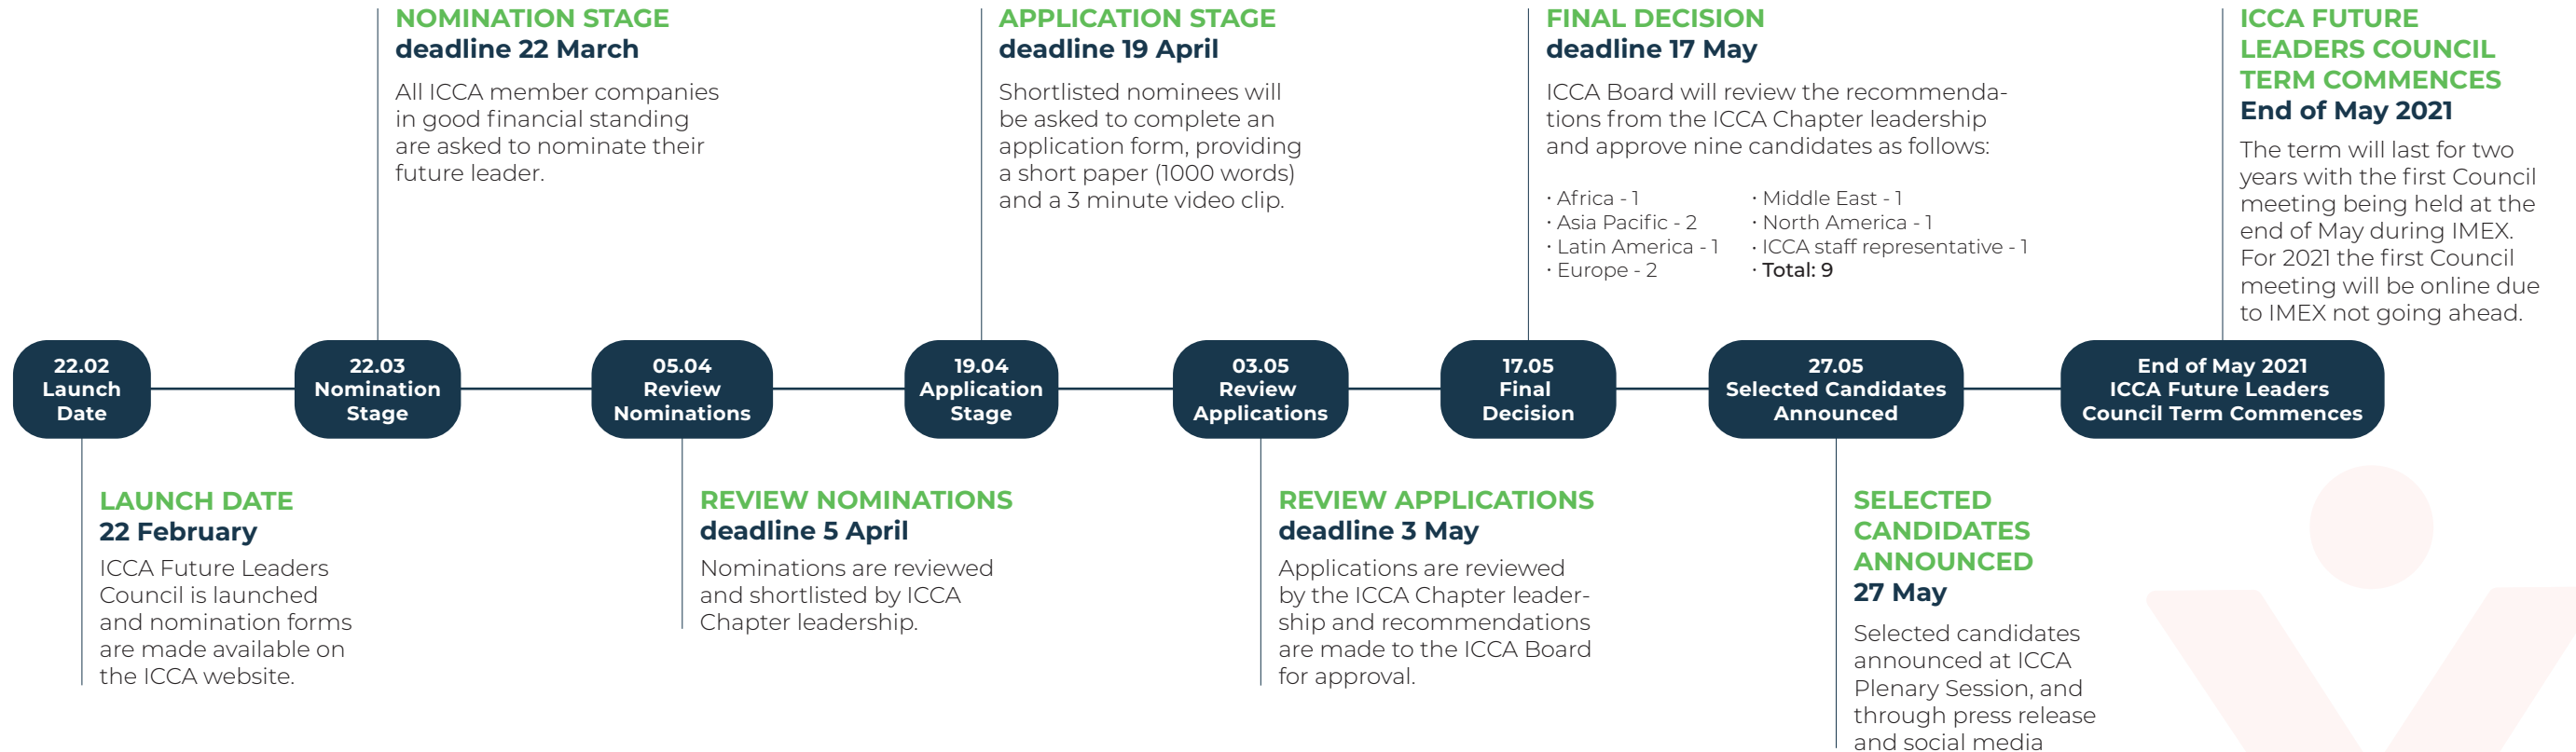 NOMINATION STAGE
deadline 22 March
All ICCA member companies
in good financial standing
are asked to nominate their
future leader.
APPLICATION STAGE
deadline 19 April
Shortlisted nominees will
be asked to complete an
application form, providing
a short paper (1000 words)
and a 3 minute video clip.
FINAL DECISION
deadline 17 May
ICCA Board will review the recommenda-
tions from the ICCA Chapter leadership
and approve nine candidates as follows:
· Africa - 1
· Asia Pacific - 2
· Latin America - 1
· Europe - 2
· Middle East - 1
· North America - 1
· ICCA staff representative - 1
· Total: 9
ICCA FUTURE
LEADERS COUNCIL
TERM COMMENCES
End of May 2021
The term will last for two
years with the first Council
meeting being held at the
end of May during IMEX.
For 2021 the first Council
meeting will be online due
to IMEX not going ahead.
22.02
Launch
Date
22.03
Nomination
Stage
05.04
Review
Nominations
19.04
Application
Stage
03.05
Review
Applications
17.05
Final
Decision
27.05
Selected Candidates
Announced
End of May 2021
ICCA Future Leaders
Council Term Commences
LAUNCH DATE
22 February
ICCA Future Leaders
Council is launched
and nomination forms
are made available on
the ICCA website.
REVIEW NOMINATIONS
deadline 5 April
Nominations are reviewed
and shortlisted by ICCA
Chapter leadership.
REVIEW APPLICATIONS
deadline 3 May
Applications are reviewed
by the ICCA Chapter leader-
ship and recommendations
are made to the ICCA Board
for approval.
SELECTED
CANDIDATES
ANNOUNCED
27 May
Selected candidates
announced at ICCA
Plenary Session, and
through press release
and social media